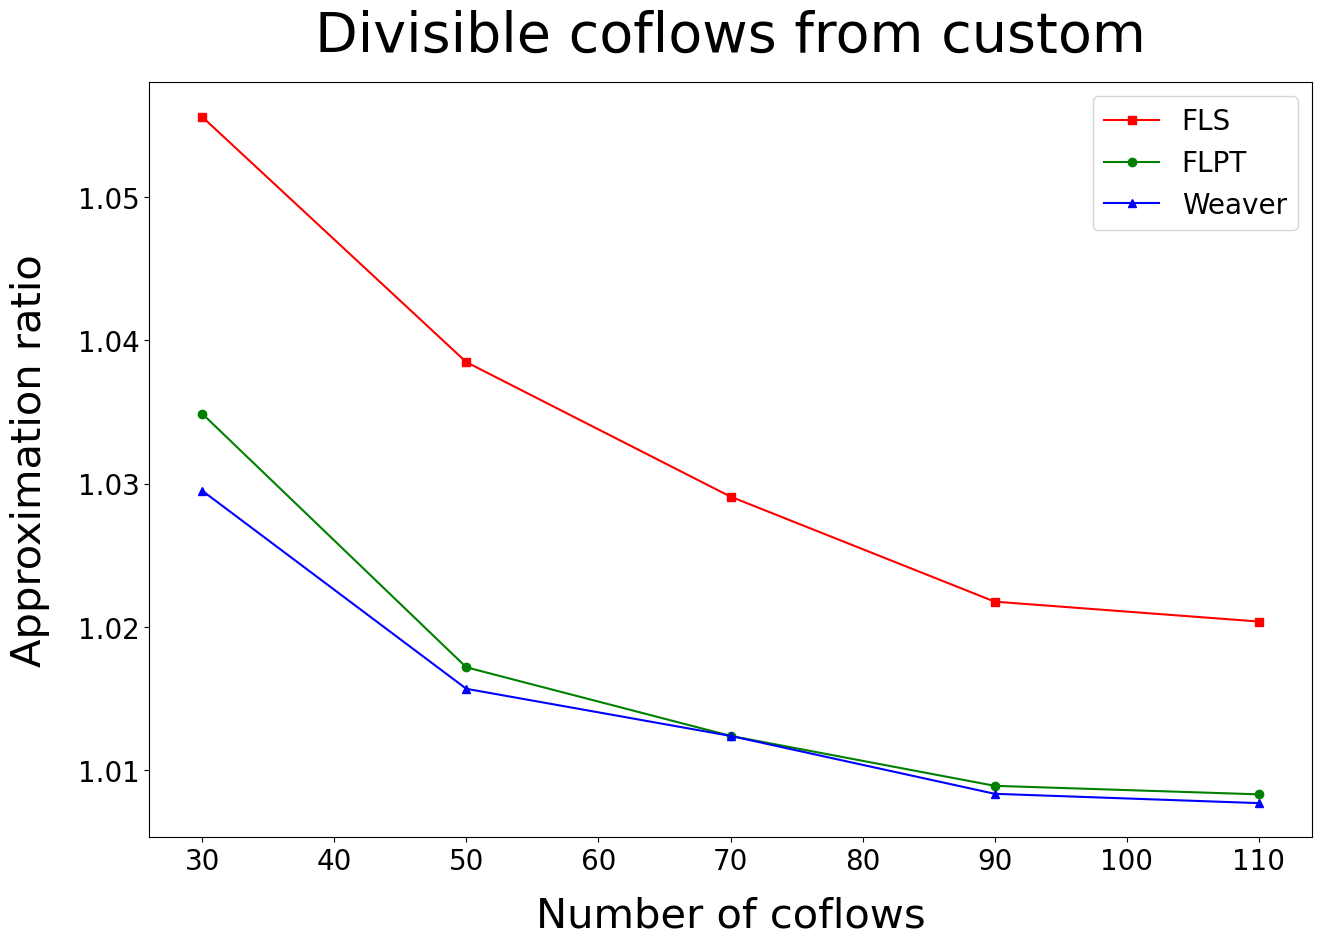 Divisible coflows from custom
FLS
FLPT
Weaver
Approximation ratio
1.05
1.04
1.03
1.02
1.01
30 40 50 60 70 80 90 100 110
Number of coflows